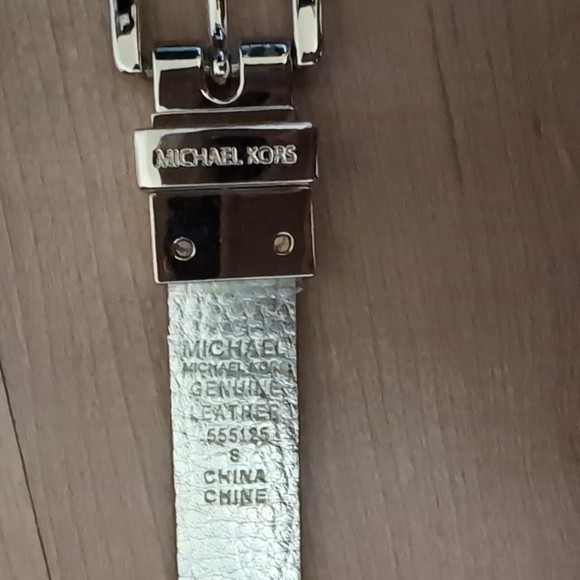 MICHAEL KORS
MICHAEL
MICHAEL KORS
GENUINE
LEATHER
555125
S
CHINA
CHINE